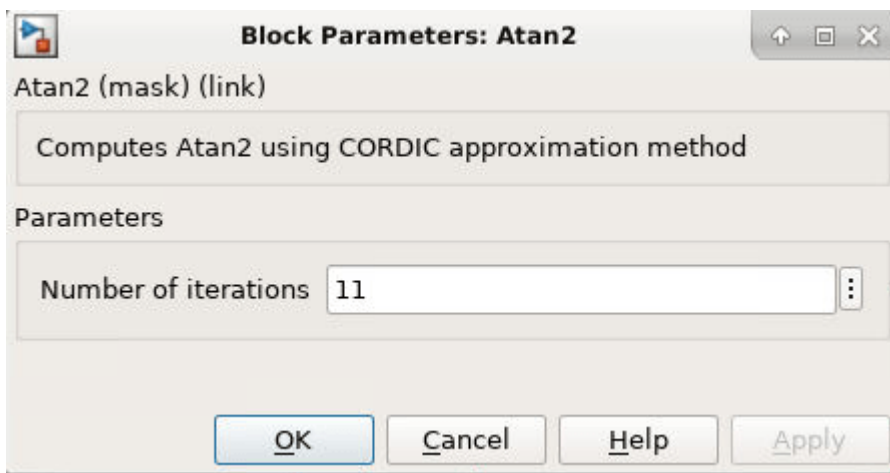 Block Parameters: Atan2
Atan2 (mask) (link)
Computes Atan2 using CORDIC approximation method
Parameters
Number of iterations 11
OK Cancel Help Apply